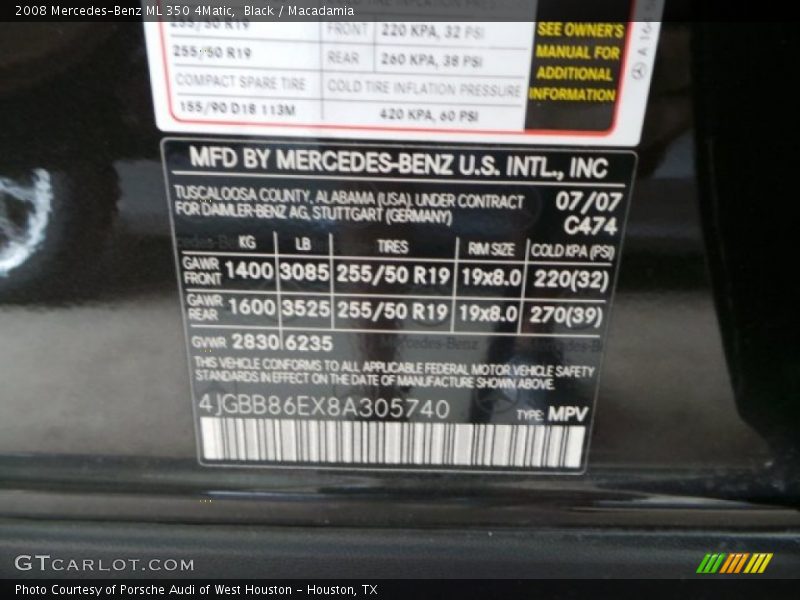 2008 Mercedes-Benz ML 350 4Matic, Black / Macadamia
255/50 R19 FRONT 220 KPA, 32 PSI
255/50 R19 REAR 260 KPA, 38 PSI
COMPACT SPARE TIRE COLD TIRE INFLATION PRESSURE
155/90 D18 113M 420 KPA, 60 PSI
SEE OWNER'S
MANUAL FOR
ADDITIONAL
INFORMATION
MFD BY MERCEDES-BENZ U.S. INTL., INC
TUSCALOOSA COUNTY, ALABAMA (USA), UNDER CONTRACT 07/07
FOR DAIMLER-BENZ AG, STUTTGART (GERMANY) C474
KG LB TIRES RIM SIZE COLD KPA (PSI)
GAWR FRONT 1400 3085 255/50 R19 19x8.0 220(32)
GAWR REAR 1600 3525 255/50 R19 19x8.0 270(39)
GVWR 2830 6235
THIS VEHICLE CONFORMS TO ALL APPLICABLE FEDERAL MOTOR VEHICLE SAFETY
STANDARDS IN EFFECT ON THE DATE OF MANUFACTURE SHOWN ABOVE.
4JGBB86EX8A305740 TYPE: MPV
GTCARLOT.COM
Photo Courtesy of Porsche Audi of West Houston - Houston, TX